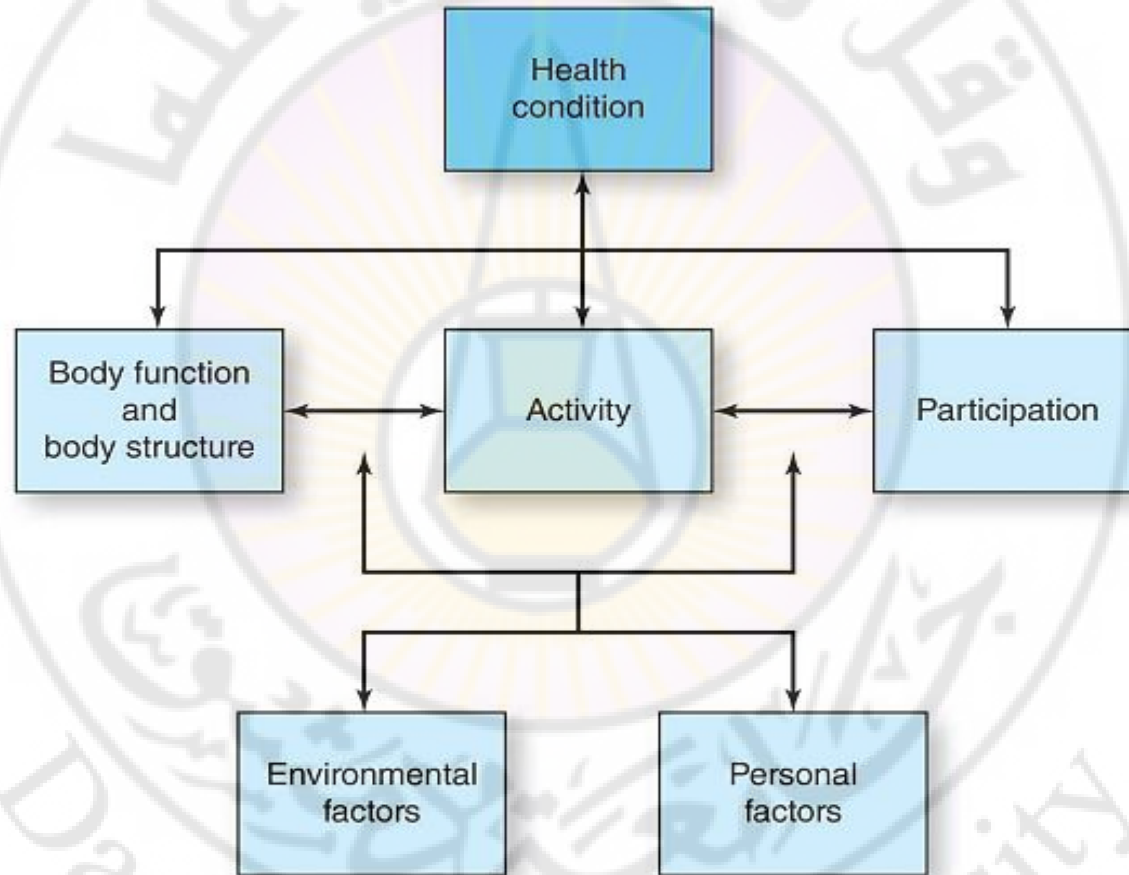 Health
condition
Body function
and
body structure
Activity
Participation
Environmental
factors
Personal
factors